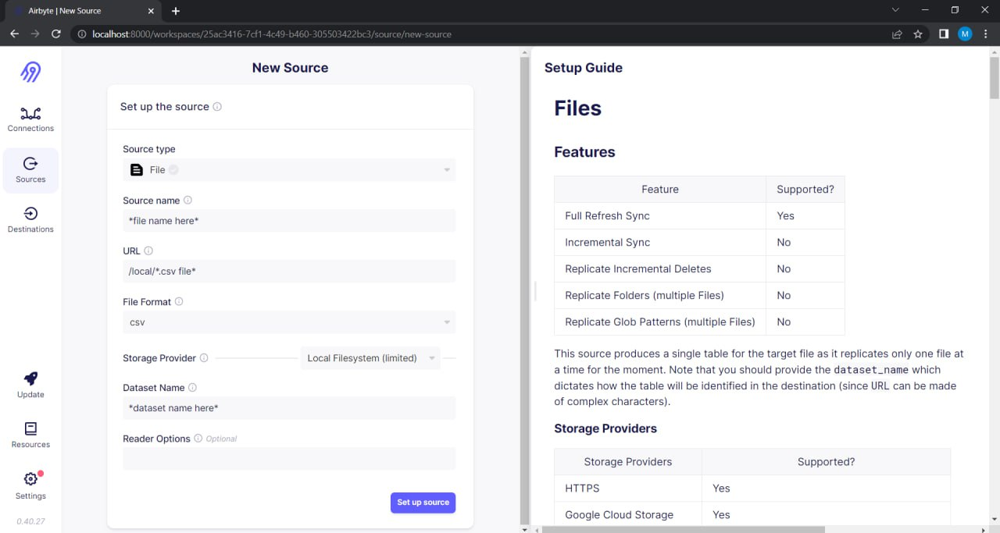 Airbyte | New Source
localhost:8000/workspaces/25ac3416-7cf1-4c49-b460-305503422bc3/source/new-source
M
Connections
Sources
Destinations
Update
Resources
Settings
0.40.27
New Source
Set up the source
Source type
File
Source name
*file name here*
URL
/local/*.csv file*
File Format
csv
Storage Provider
Local Filesystem (limited)
Dataset Name
*dataset name here*
Reader Options Optional
Set up source
Setup Guide
Files
Features
Feature Supported?
Full Refresh Sync Yes
Incremental Sync No
Replicate Incremental Deletes No
Replicate Folders (multiple Files) No
Replicate Glob Patterns (multiple Files) No
This source produces a single table for the target file as it replicates only one file at
a time for the moment. Note that you should provide the dataset_name which
dictates how the table will be identified in the destination (since URL can be made
of complex characters).
Storage Providers
Storage Providers Supported?
HTTPS Yes
Google Cloud Storage Yes